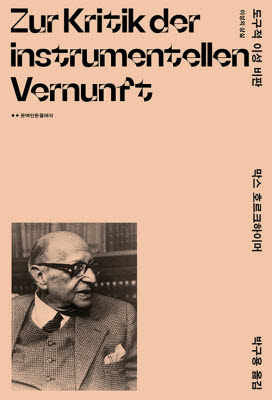 Zur Kritik der
instrumentellen
Vernunft
●● 문예인문클래식
도구적 이성 비판
이성의 상실
막스 호르크하이머
박구용 옮김